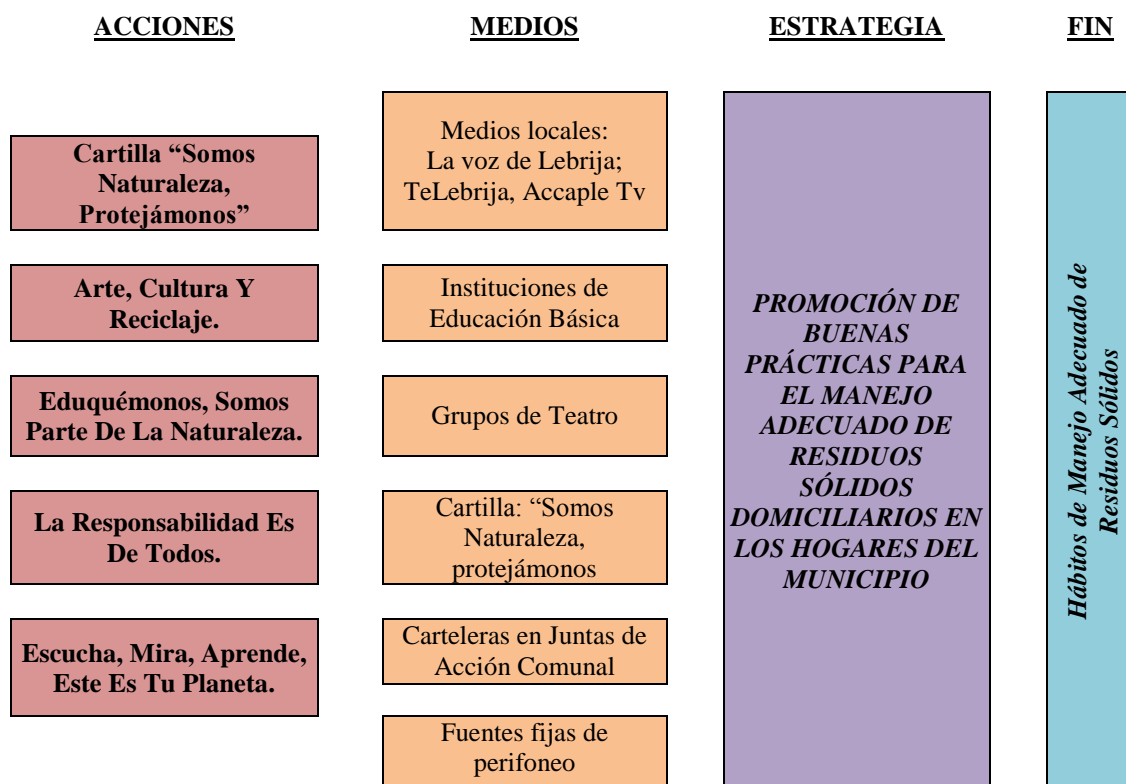 ACCIONES
MEDIOS
ESTRATEGIA
FIN
Cartilla “Somos
Naturaleza,
Protejámonos”
Arte, Cultura Y
Reciclaje.
Eduquémonos, Somos
Parte De La Naturaleza.
La Responsabilidad Es
De Todos.
Escucha, Mira, Aprende,
Este Es Tu Planeta.
Medios locales:
La voz de Lebrija;
TeLebrija, Accaple Tv
Instituciones de
Educación Básica
Grupos de Teatro
Cartilla: “Somos
Naturaleza,
protejámonos
Carteleras en Juntas de
Acción Comunal
Fuentes fijas de
perifoneo
PROMOCIÓN DE
BUENAS
PRÁCTICAS PARA
EL MANEJO
ADECUADO DE
RESIDUOS
SÓLIDOS
DOMICILIARIOS EN
LOS HOGARES DEL
MUNICIPIO
Hábitos de Manejo Adecuado de
Residuos Sólidos